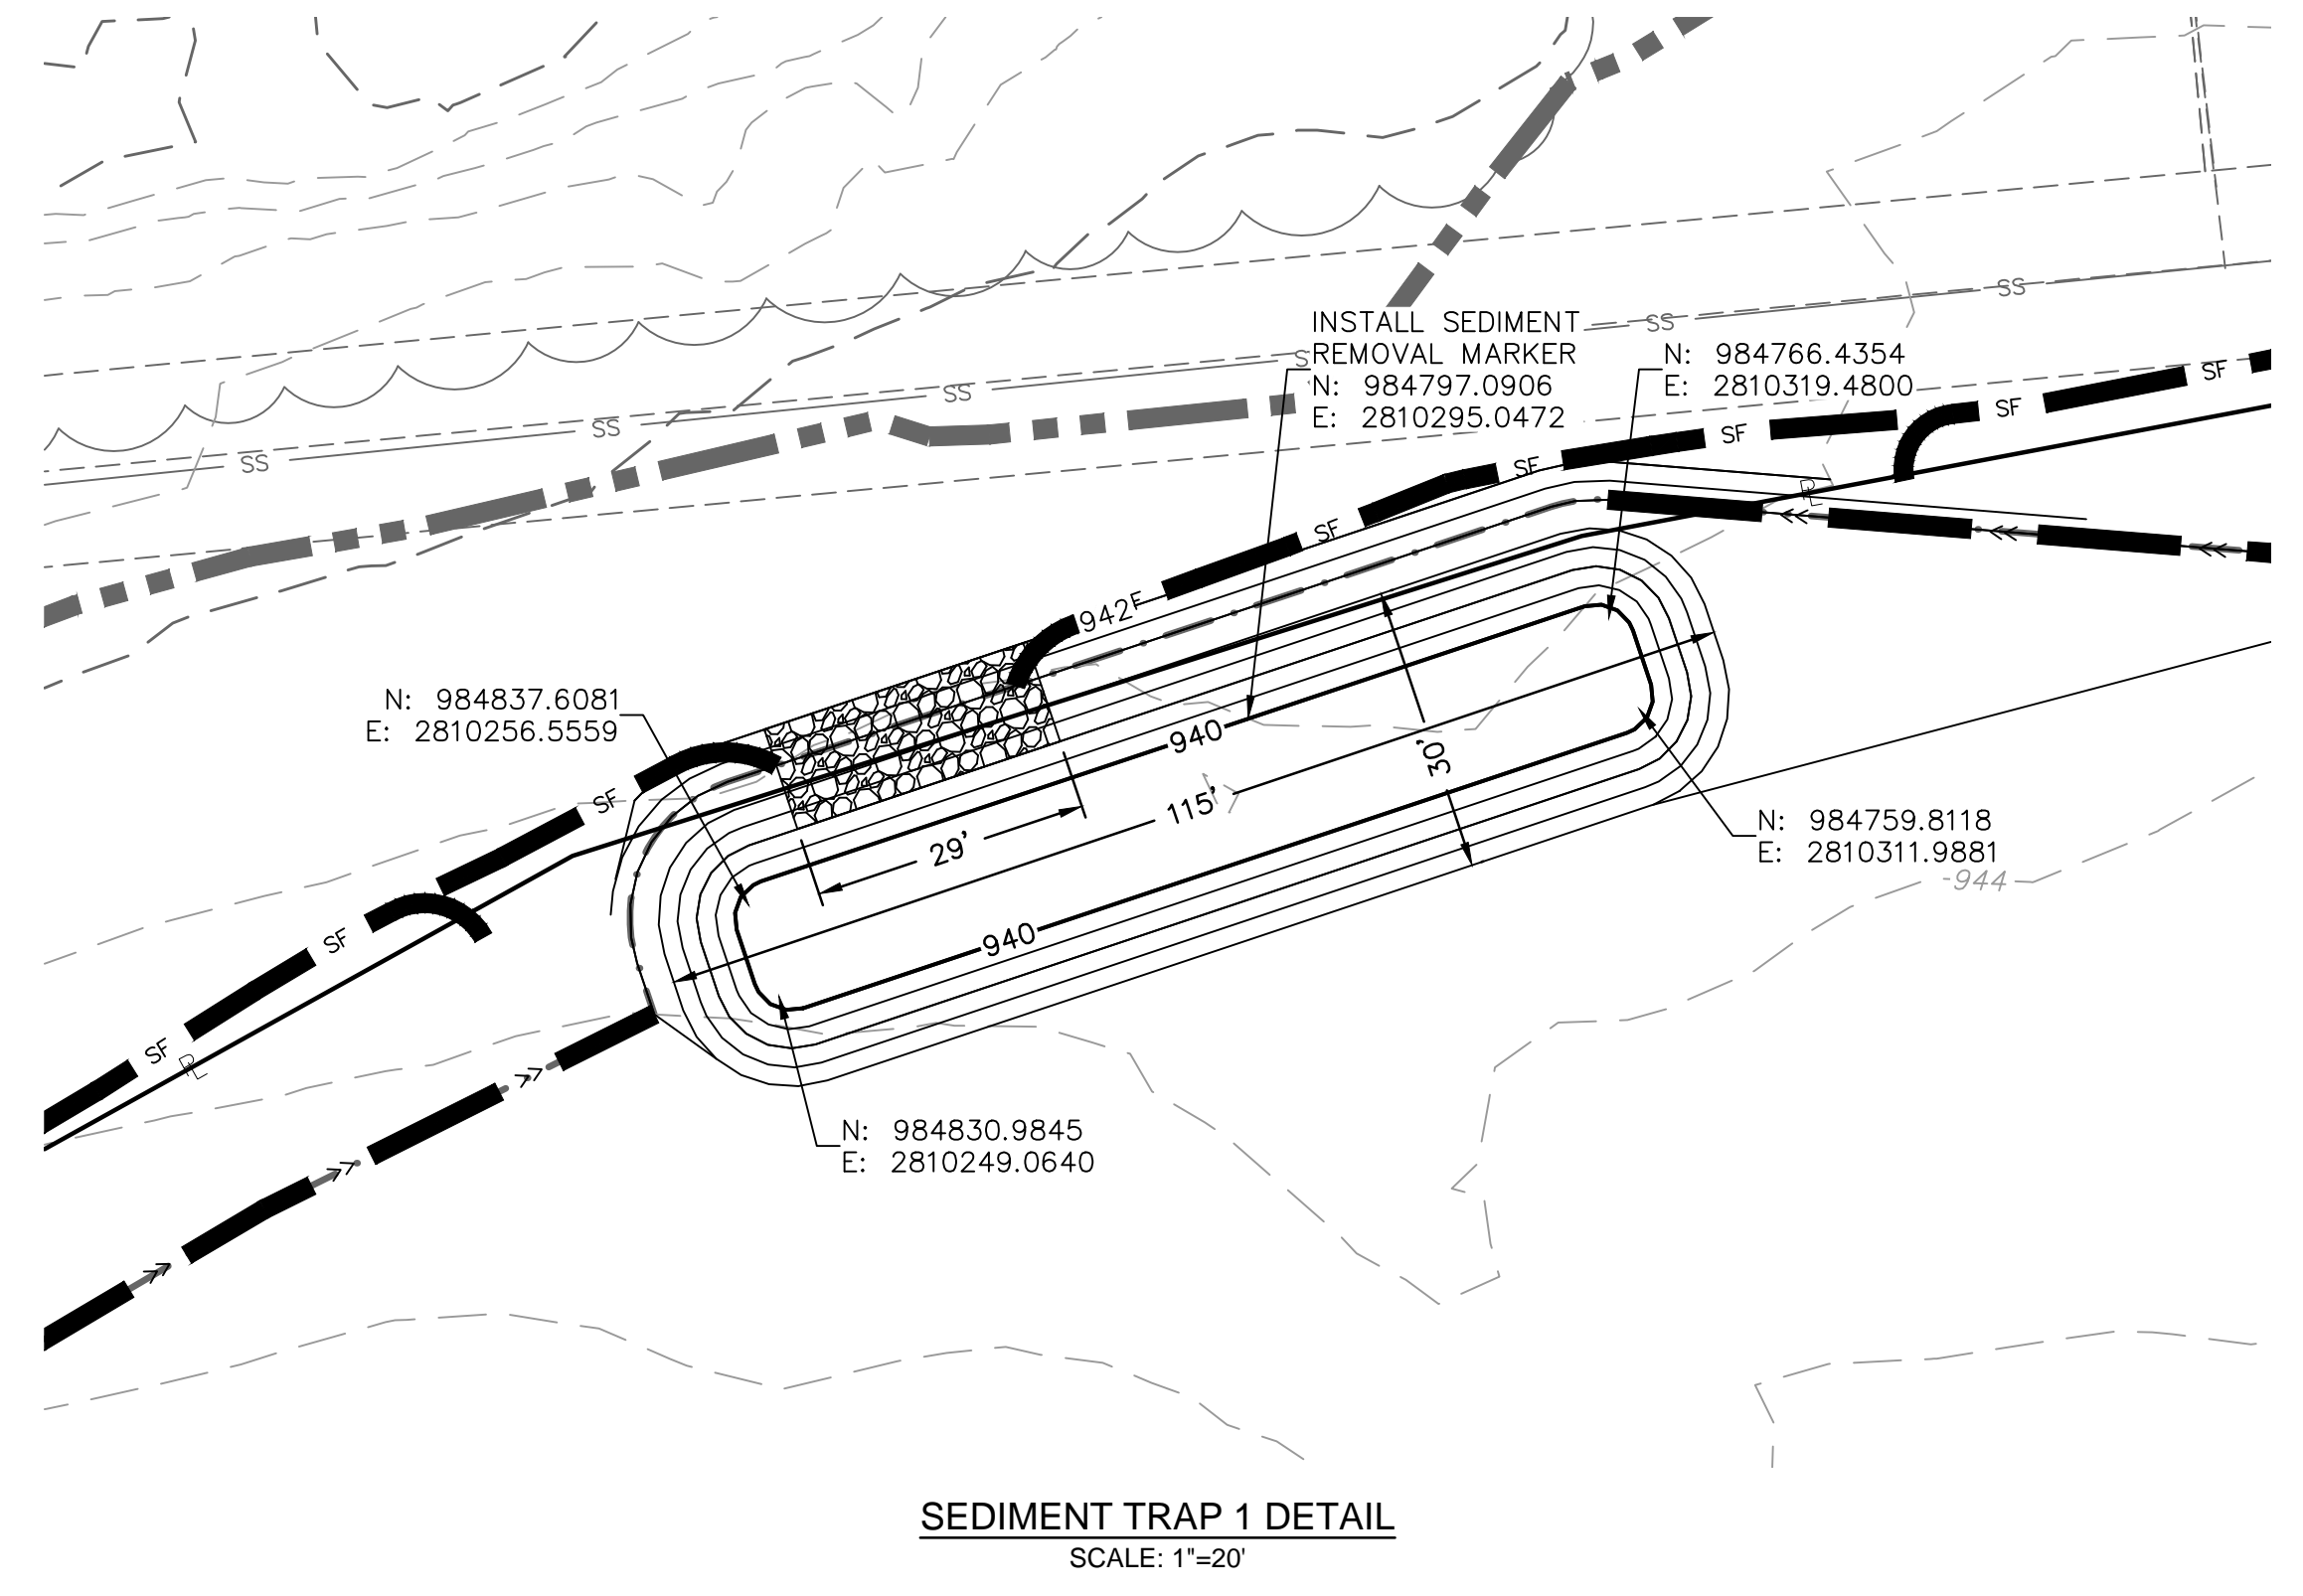 SS
SS
INSTALL SEDIMENT
REMOVAL MARKER
N: 984797.0906
E: 2810295.0472
S
N: 984766.4354
E: 2810319.4800
SF
SS
SF
SF
SS
SF
SS
PL
SF
942F
N: 984837.6081
E: 2810256.5559
940
30'
SF
115'
N: 984759.8118
E: 2810311.9881
29'
944
SF
940
SF
PL
N: 984830.9845
E: 2810249.0640
SEDIMENT TRAP 1 DETAIL
SCALE: 1"=20'